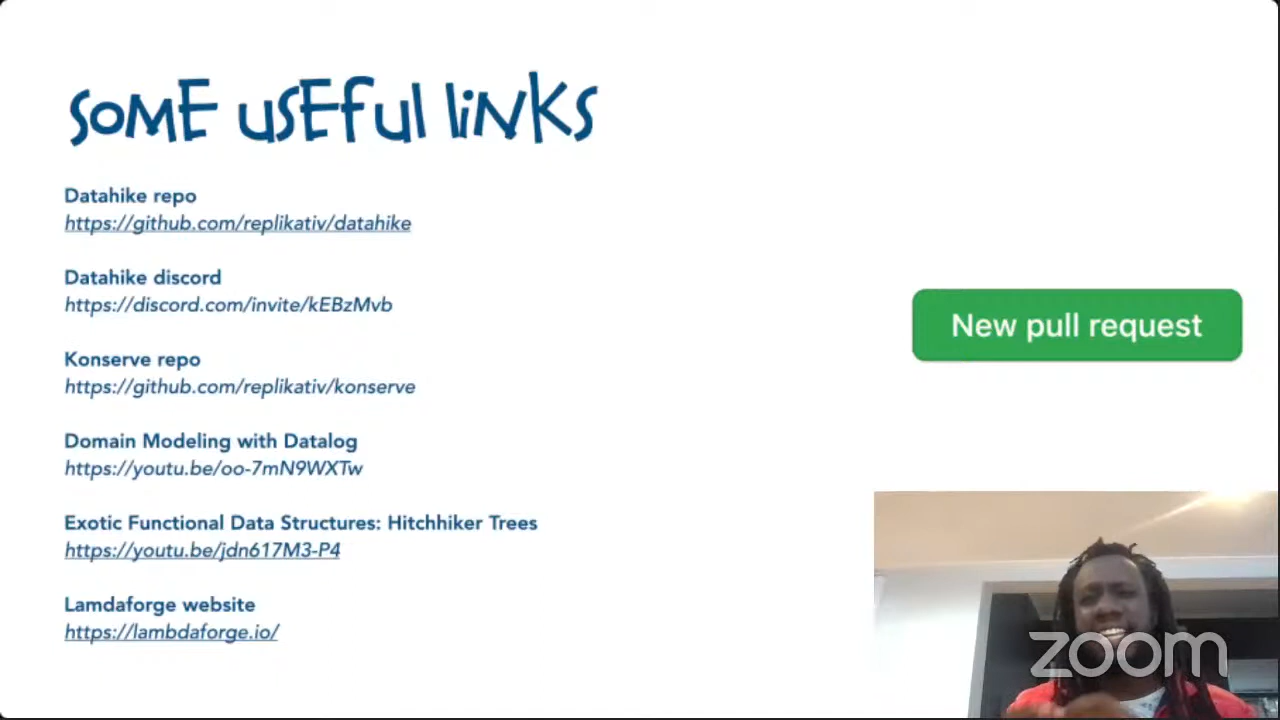 SOME USEFUL LINKS
Datahike repo
https://github.com/replikativ/datahike
Datahike discord
https://discord.com/invite/kEBzMvb
Konserve repo
https://github.com/replikativ/konserve
Domain Modeling with Datalog
https://youtu.be/oo-7mN9WXTw
Exotic Functional Data Structures: Hitchhiker Trees
https://youtu.be/jdn617M3-P4
Lamdaforge website
https://lambdaforge.io/
New pull request
zoom